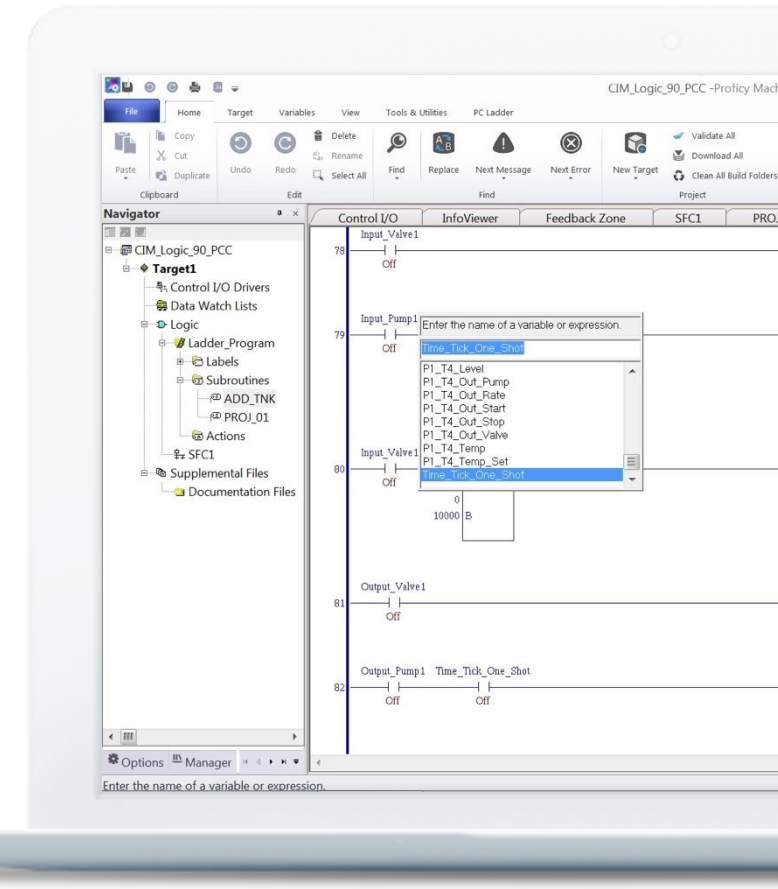 CIM_Logic_90_PCC -Proficy Mach
File Home Target Variables View Tools & Utilities PC Ladder
Paste Copy Cut Duplicate Undo Redo Delete Rename Select All Find Replace Next Message Next Error New Target Validate All Download All Clean All Build Folders
Clipboard Edit Find Project
Navigator
CIM_Logic_90_PCC
Target1
Control I/O Drivers
Data Watch Lists
Logic
Ladder_Program
Labels
Subroutines
ADD_TNK
PROJ_01
Actions
SFC1
Supplemental Files
Documentation Files
Options Manager
Control I/O InfoViewer Feedback Zone SFC1 PROJ
Input_Valve1
78
Off
Input_Pump1
79
Off
Enter the name of a variable or expression.
Time_Tick_One_Shot
P1_T4_Level
P1_T4_Out_Pump
P1_T4_Out_Rate
P1_T4_Out_Start
P1_T4_Out_Stop
P1_T4_Out_Valve
P1_T4_Temp
P1_T4_Temp_Set
Time_Tick_One_Shot
Input_Valve1
80
Off
0
10000 B
Output_Valve1
81
Off
Output_Pump1 Time_Tick_One_Shot
82
Off Off
Enter the name of a variable or expression.